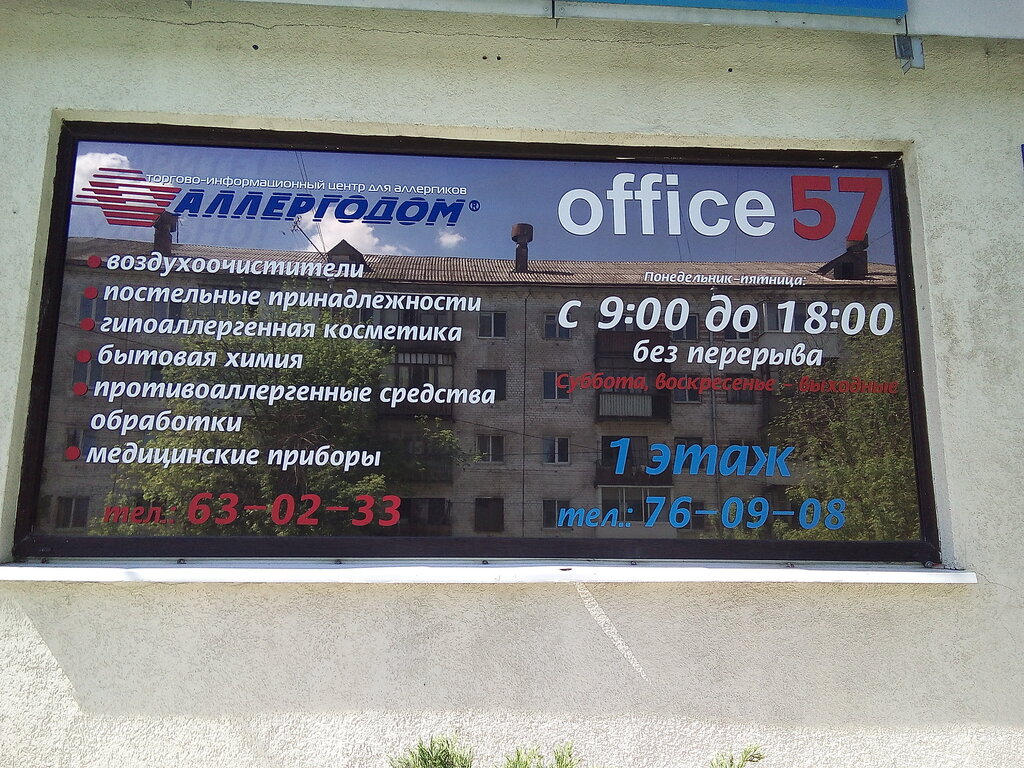 торгово-информационный центр для аллергиков
АЛЛЕРГОДОМ®
воздухоочистители
постельные принадлежности
гипоаллергенная косметика
бытовая химия
противоаллергенные средства
обработки
медицинские приборы
тел.: 63-02-33
office 57
Понедельник-пятница:
с 9:00 до 18:00
без перерыва
Суббота, воскресенье - выходные
1 этаж
тел.: 76-09-08